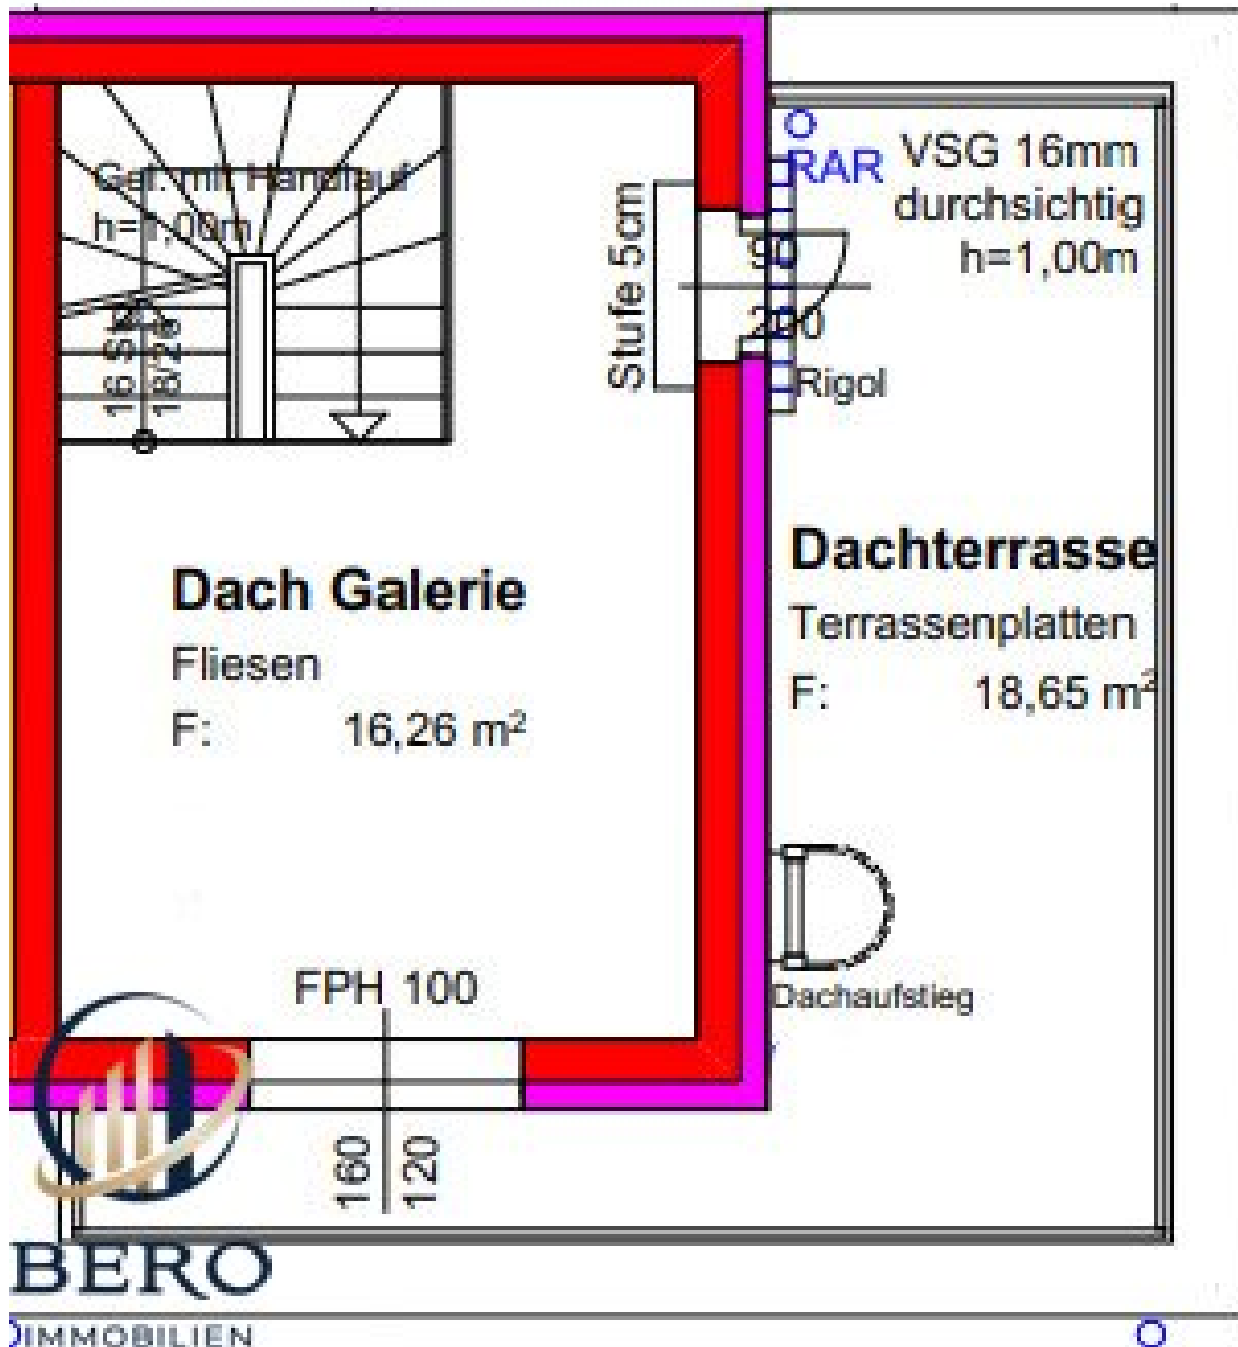 Gel. mit Handlauf
h=1,00m
16 St
18/28
Stufe 5cm
90
200
RAR
VSG 16mm
durchsichtig
h=1,00m
Rigol
Dach Galerie
Fliesen
F: 16,26 m²
Dachterrasse
Terrassenplatten
F: 18,65 m²
Dachaufstieg
FPH 100
160
120
BERO
IMMOBILIEN